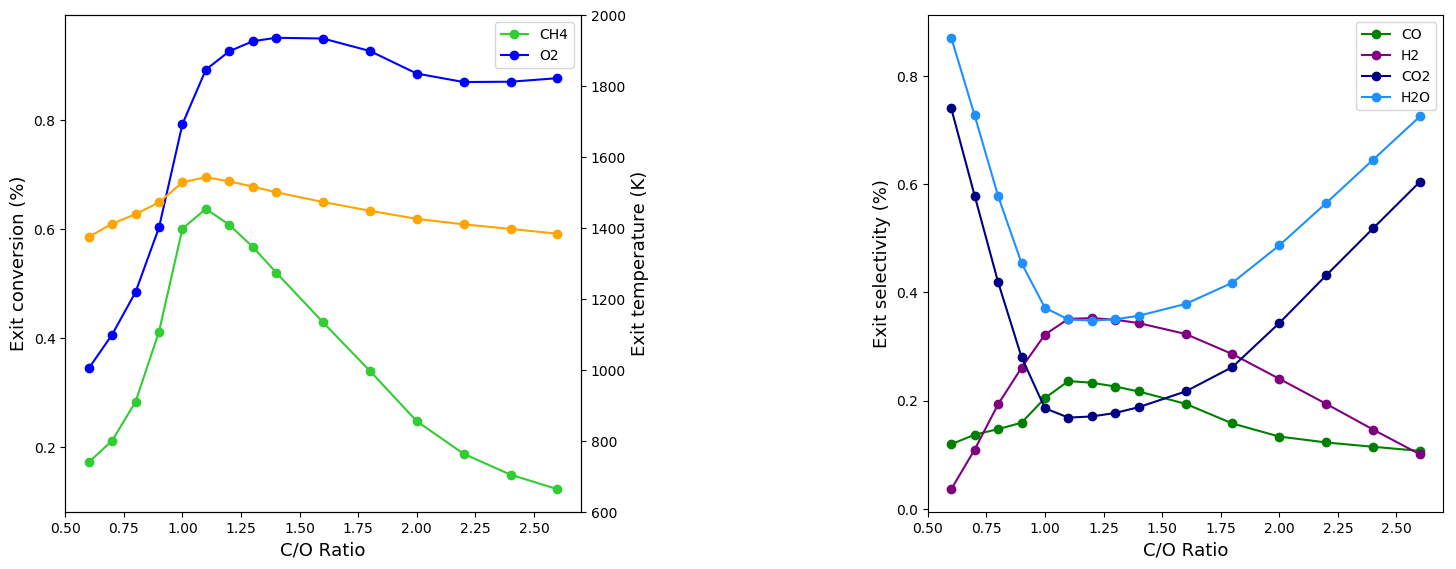 Exit conversion (%)
0.8
0.6
0.4
0.2
0.50 0.75 1.00 1.25 1.50 1.75 2.00 2.25 2.50
C/O Ratio
CH4
O2
2000
1800
1600
1400
1200
1000
800
600
Exit temperature (K)
Exit selectivity (%)
0.8
0.6
0.4
0.2
0.0
0.50 0.75 1.00 1.25 1.50 1.75 2.00 2.25 2.50
C/O Ratio
CO
H2
CO2
H2O